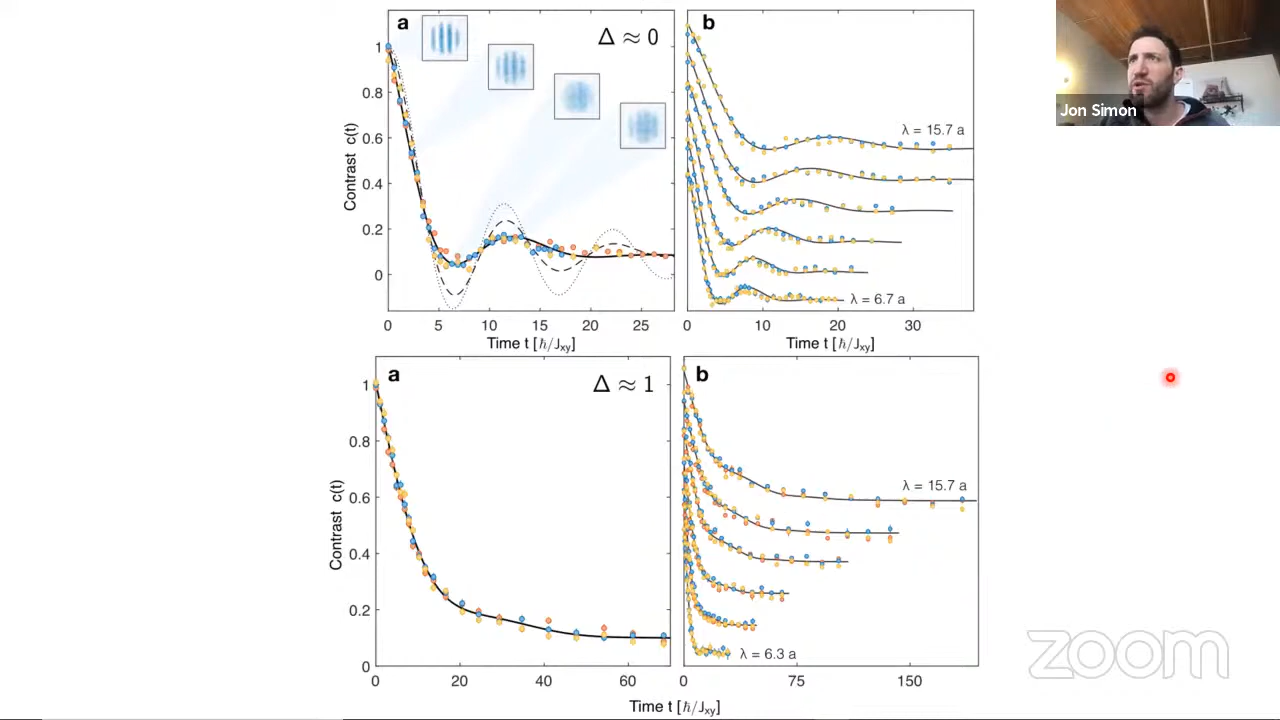 a
Δ ≈ 0
b
Jon Simon
1
0.8
0.6
0.4
0.2
0
Contrast c(t)
λ = 15.7 a
λ = 6.7 a
0 5 10 15 20
0 10 20 30
Time t [ℏ/Jxy]
Time t [ℏ/Jxy]
a
Δ ≈ 1
b
1
0.8
0.6
0.4
0.2
0
Contrast c(t)
λ = 15.7 a
λ = 6.3 a
0 20 40 60
0 75 150
Time t [ℏ/Jxy]
zoom